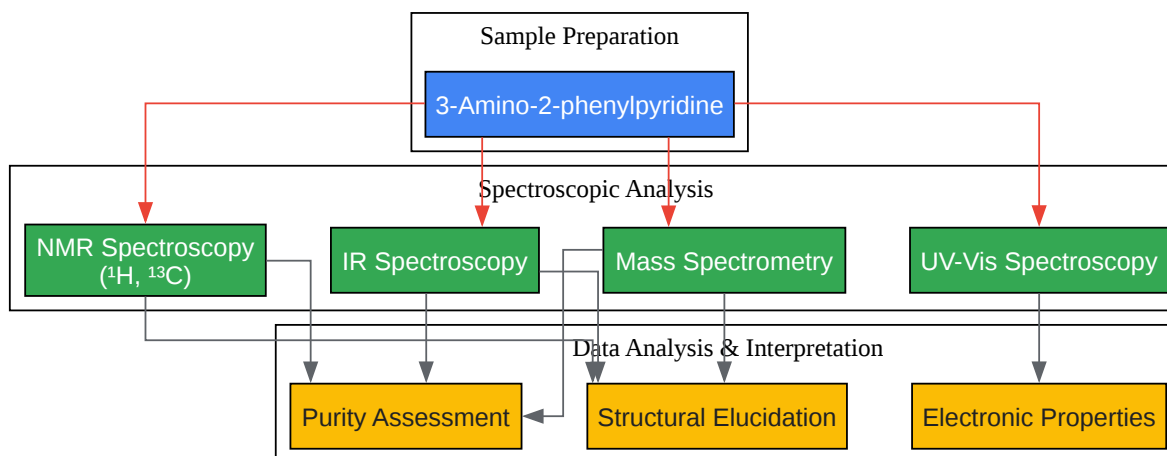 Sample Preparation
3-Amino-2-phenylpyridine
Spectroscopic Analysis
NMR Spectroscopy
(¹H, ¹³C)
IR Spectroscopy
Mass Spectrometry
UV-Vis Spectroscopy
Data Analysis & Interpretation
Purity Assessment
Structural Elucidation
Electronic Properties